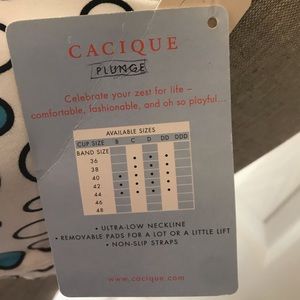 CACIQUE
PLUNGE
Celebrate your zest for life –
comfortable, fashionable, and oh so playful...
AVAILABLE SIZES
CUP SIZE B C D DD DDD
BAND SIZE
36 • • •
38 • • •
40 • • • •
42 • • • •
44 • • • •
46
48
• ULTRA-LOW NECKLINE
• REMOVABLE PADS FOR A LOT OR A LITTLE LIFT
• NON-SLIP STRAPS
www.cacique.com